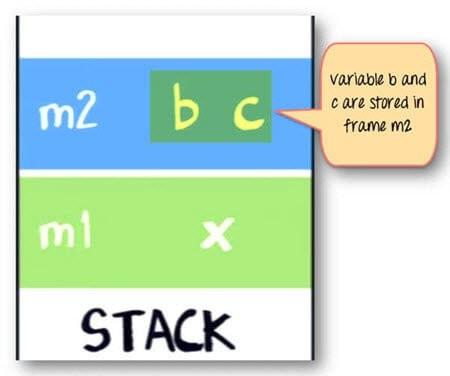 m2 b c
variable b and
c are stored in
frame m2
m1 x
STACK